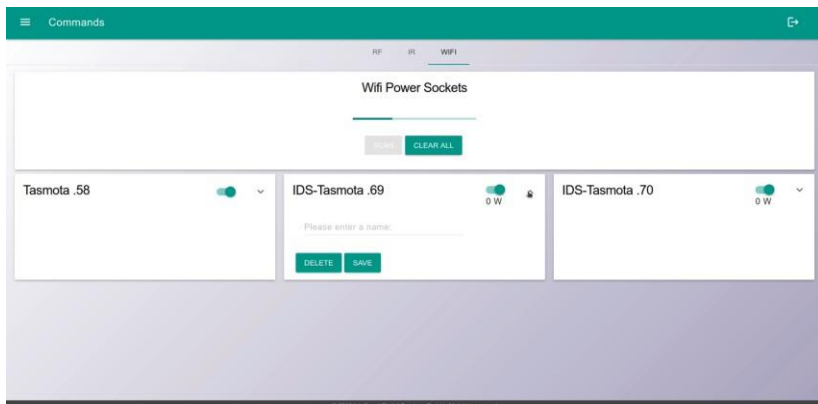 Commands
RF IR WIFI
Wifi Power Sockets
SCAN CLEAR ALL
Tasmota .58
IDS-Tasmota .69
0 W
Please enter a name:
DELETE SAVE
IDS-Tasmota .70
0 W